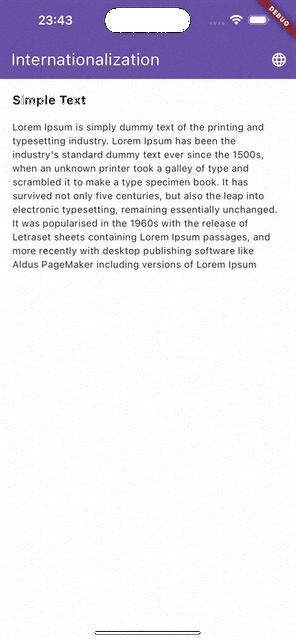 23:43
DEBUG
Internationalization
Simple Text
Lorem Ipsum is simply dummy text of the printing and
typesetting industry. Lorem Ipsum has been the
industry's standard dummy text ever since the 1500s,
when an unknown printer took a galley of type and
scrambled it to make a type specimen book. It has
survived not only five centuries, but also the leap into
electronic typesetting, remaining essentially unchanged.
It was popularised in the 1960s with the release of
Letraset sheets containing Lorem Ipsum passages, and
more recently with desktop publishing software like
Aldus PageMaker including versions of Lorem Ipsum